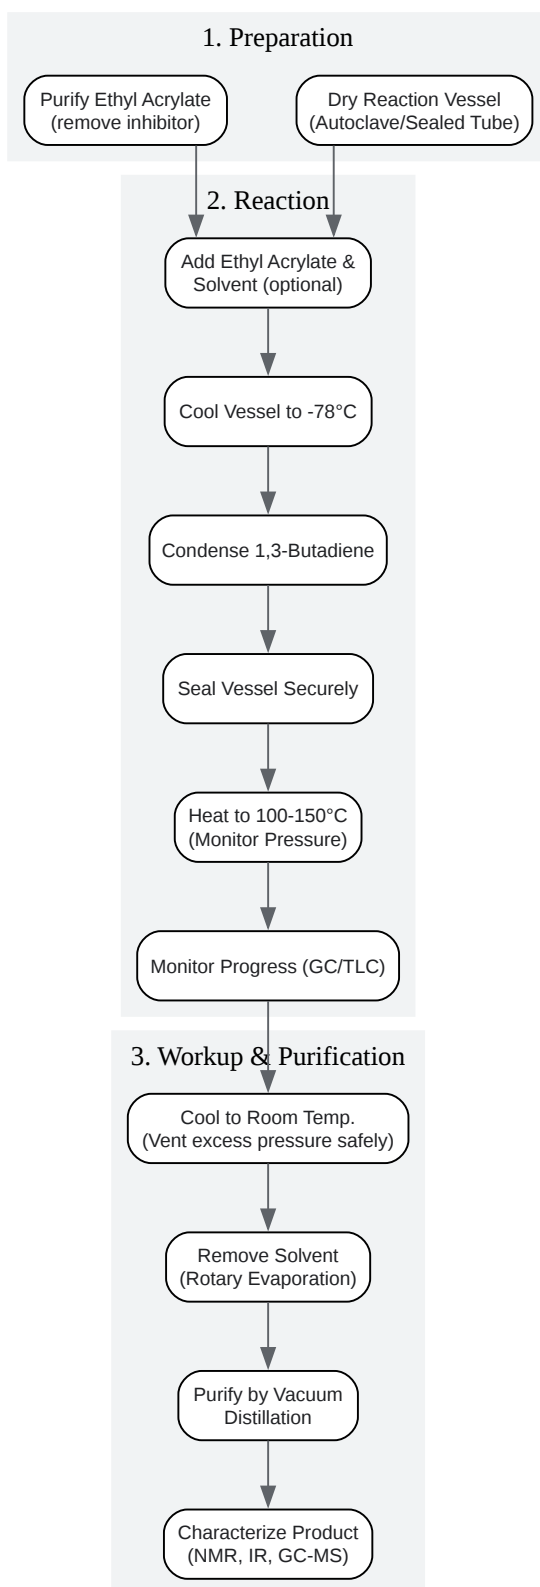 1. Preparation
Purify Ethyl Acrylate
(remove inhibitor)
Dry Reaction Vessel
(Autoclave/Sealed Tube)
2. Reaction
Add Ethyl Acrylate &
Solvent (optional)
Cool Vessel to -78°C
Condense 1,3-Butadiene
Seal Vessel Securely
Heat to 100-150°C
(Monitor Pressure)
Monitor Progress (GC/TLC)
3. Workup & Purification
Cool to Room Temp.
(Vent excess pressure safely)
Remove Solvent
(Rotary Evaporation)
Purify by Vacuum
Distillation
Characterize Product
(NMR, IR, GC-MS)